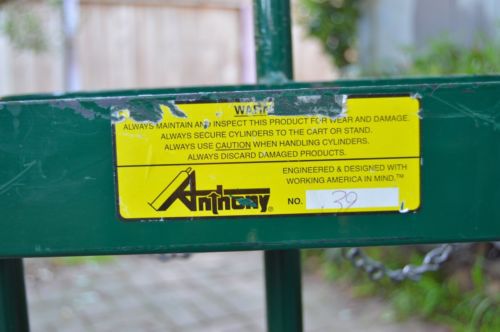 ALWAYS MAINTAIN AND INSPECT THIS PRODUCT FOR WEAR AND DAMAGE.
ALWAYS SECURE CYLINDERS TO THE CART OR STAND.
ALWAYS USE CAUTION WHEN HANDLING CYLINDERS.
ALWAYS DISCARD DAMAGED PRODUCTS.
Anthony®
ENGINEERED & DESIGNED WITH
WORKING AMERICA IN MIND.™
NO. 39